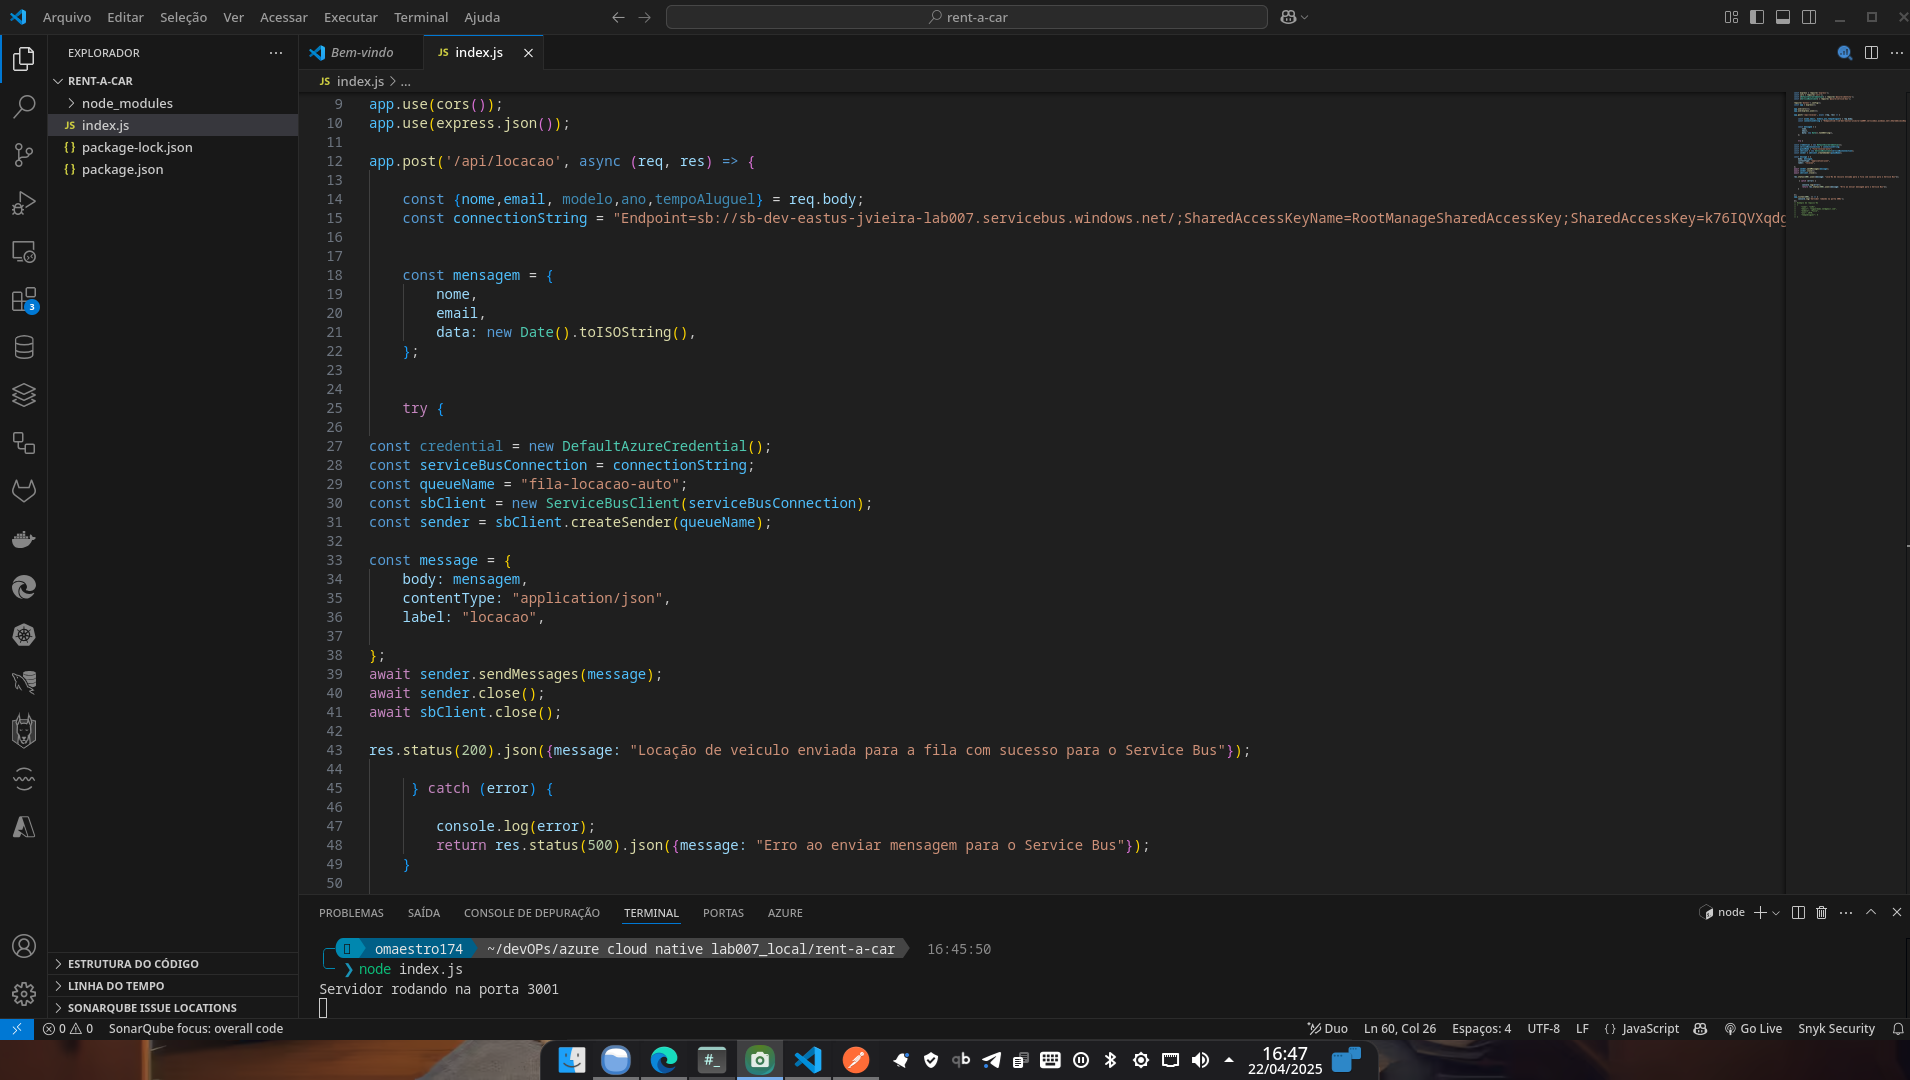 Arquivo Editar Seleção Ver Acessar Executar Terminal Ajuda
rent-a-car
EXPLORADOR
RENT-A-CAR
node_modules
JS index.js
{} package-lock.json
{} package.json
ESTRUTURA DO CÓDIGO
LINHA DO TEMPO
SONARQUBE ISSUE LOCATIONS
3
Bem-vindo
JS index.js
JS index.js > ...
9 app.use(cors());
10 app.use(express.json());
11
12 app.post('/api/locacao', async (req, res) => {
13
14 const {nome,email, modelo,ano,tempoAluguel} = req.body;
15 const connectionString = "Endpoint=sb://sb-dev-eastus-jvieira-lab007.servicebus.windows.net/;SharedAccessKeyName=RootManageSharedAccessKey;SharedAccessKey=k76IQVXqdg
16
17
18 const mensagem = {
19 nome,
20 email,
21 data: new Date().toISOString(),
22 };
23
24
25 try {
26
27 const credential = new DefaultAzureCredential();
28 const serviceBusConnection = connectionString;
29 const queueName = "fila-locacao-auto";
30 const sbClient = new ServiceBusClient(serviceBusConnection);
31 const sender = sbClient.createSender(queueName);
32
33 const message = {
34 body: mensagem,
35 contentType: "application/json",
36 label: "locacao",
37
38 };
39 await sender.sendMessages(message);
40 await sender.close();
41 await sbClient.close();
42
43 res.status(200).json({message: "Locação de veiculo enviada para a fila com sucesso para o Service Bus"});
44
45 } catch (error) {
46
47 console.log(error);
48 return res.status(500).json({message: "Erro ao enviar mensagem para o Service Bus"});
49 }
50
PROBLEMAS SAÍDA CONSOLE DE DEPURAÇÃO TERMINAL PORTAS AZURE
node
omaestro174 ~/devOPs/azure cloud native lab007_local/rent-a-car 16:45:50
❯ node index.js
Servidor rodando na porta 3001
0 0 SonarQube focus: overall code
Duo Ln 60, Col 26 Espaços: 4 UTF-8 LF {} JavaScript Go Live Snyk Security
qb
16:47
22/04/2025